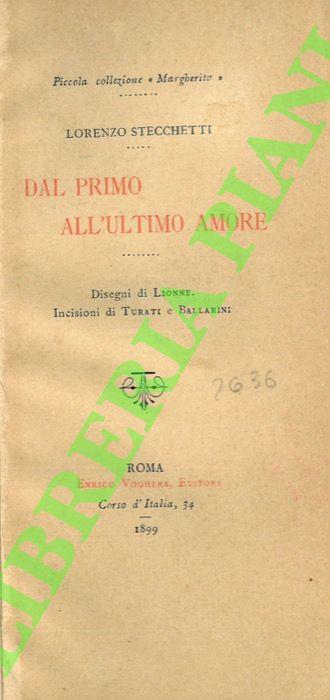 Piccola collezione « Margherita »
LORENZO STECCHETTI
DAL PRIMO
ALL'ULTIMO AMORE
Disegni di LIONNE.
Incisioni di TURATI e BALLARINI
2636
ROMA
ENRICO VOGHERA, EDITORE
Corso d'Italia, 34
1899
LIBRERIA PIANI